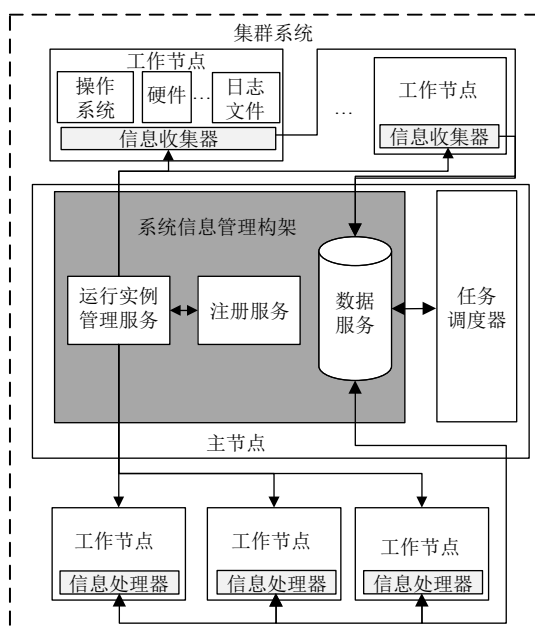 集群系统
工作节点
操作
系统
硬件
…
日志
文件
信息收集器
…
工作节点
信息收集器
系统信息管理构架
运行实例
管理服务
注册服务
数据
服务
任务
调度器
主节点
工作节点
信息处理器
工作节点
信息处理器
工作节点
信息处理器